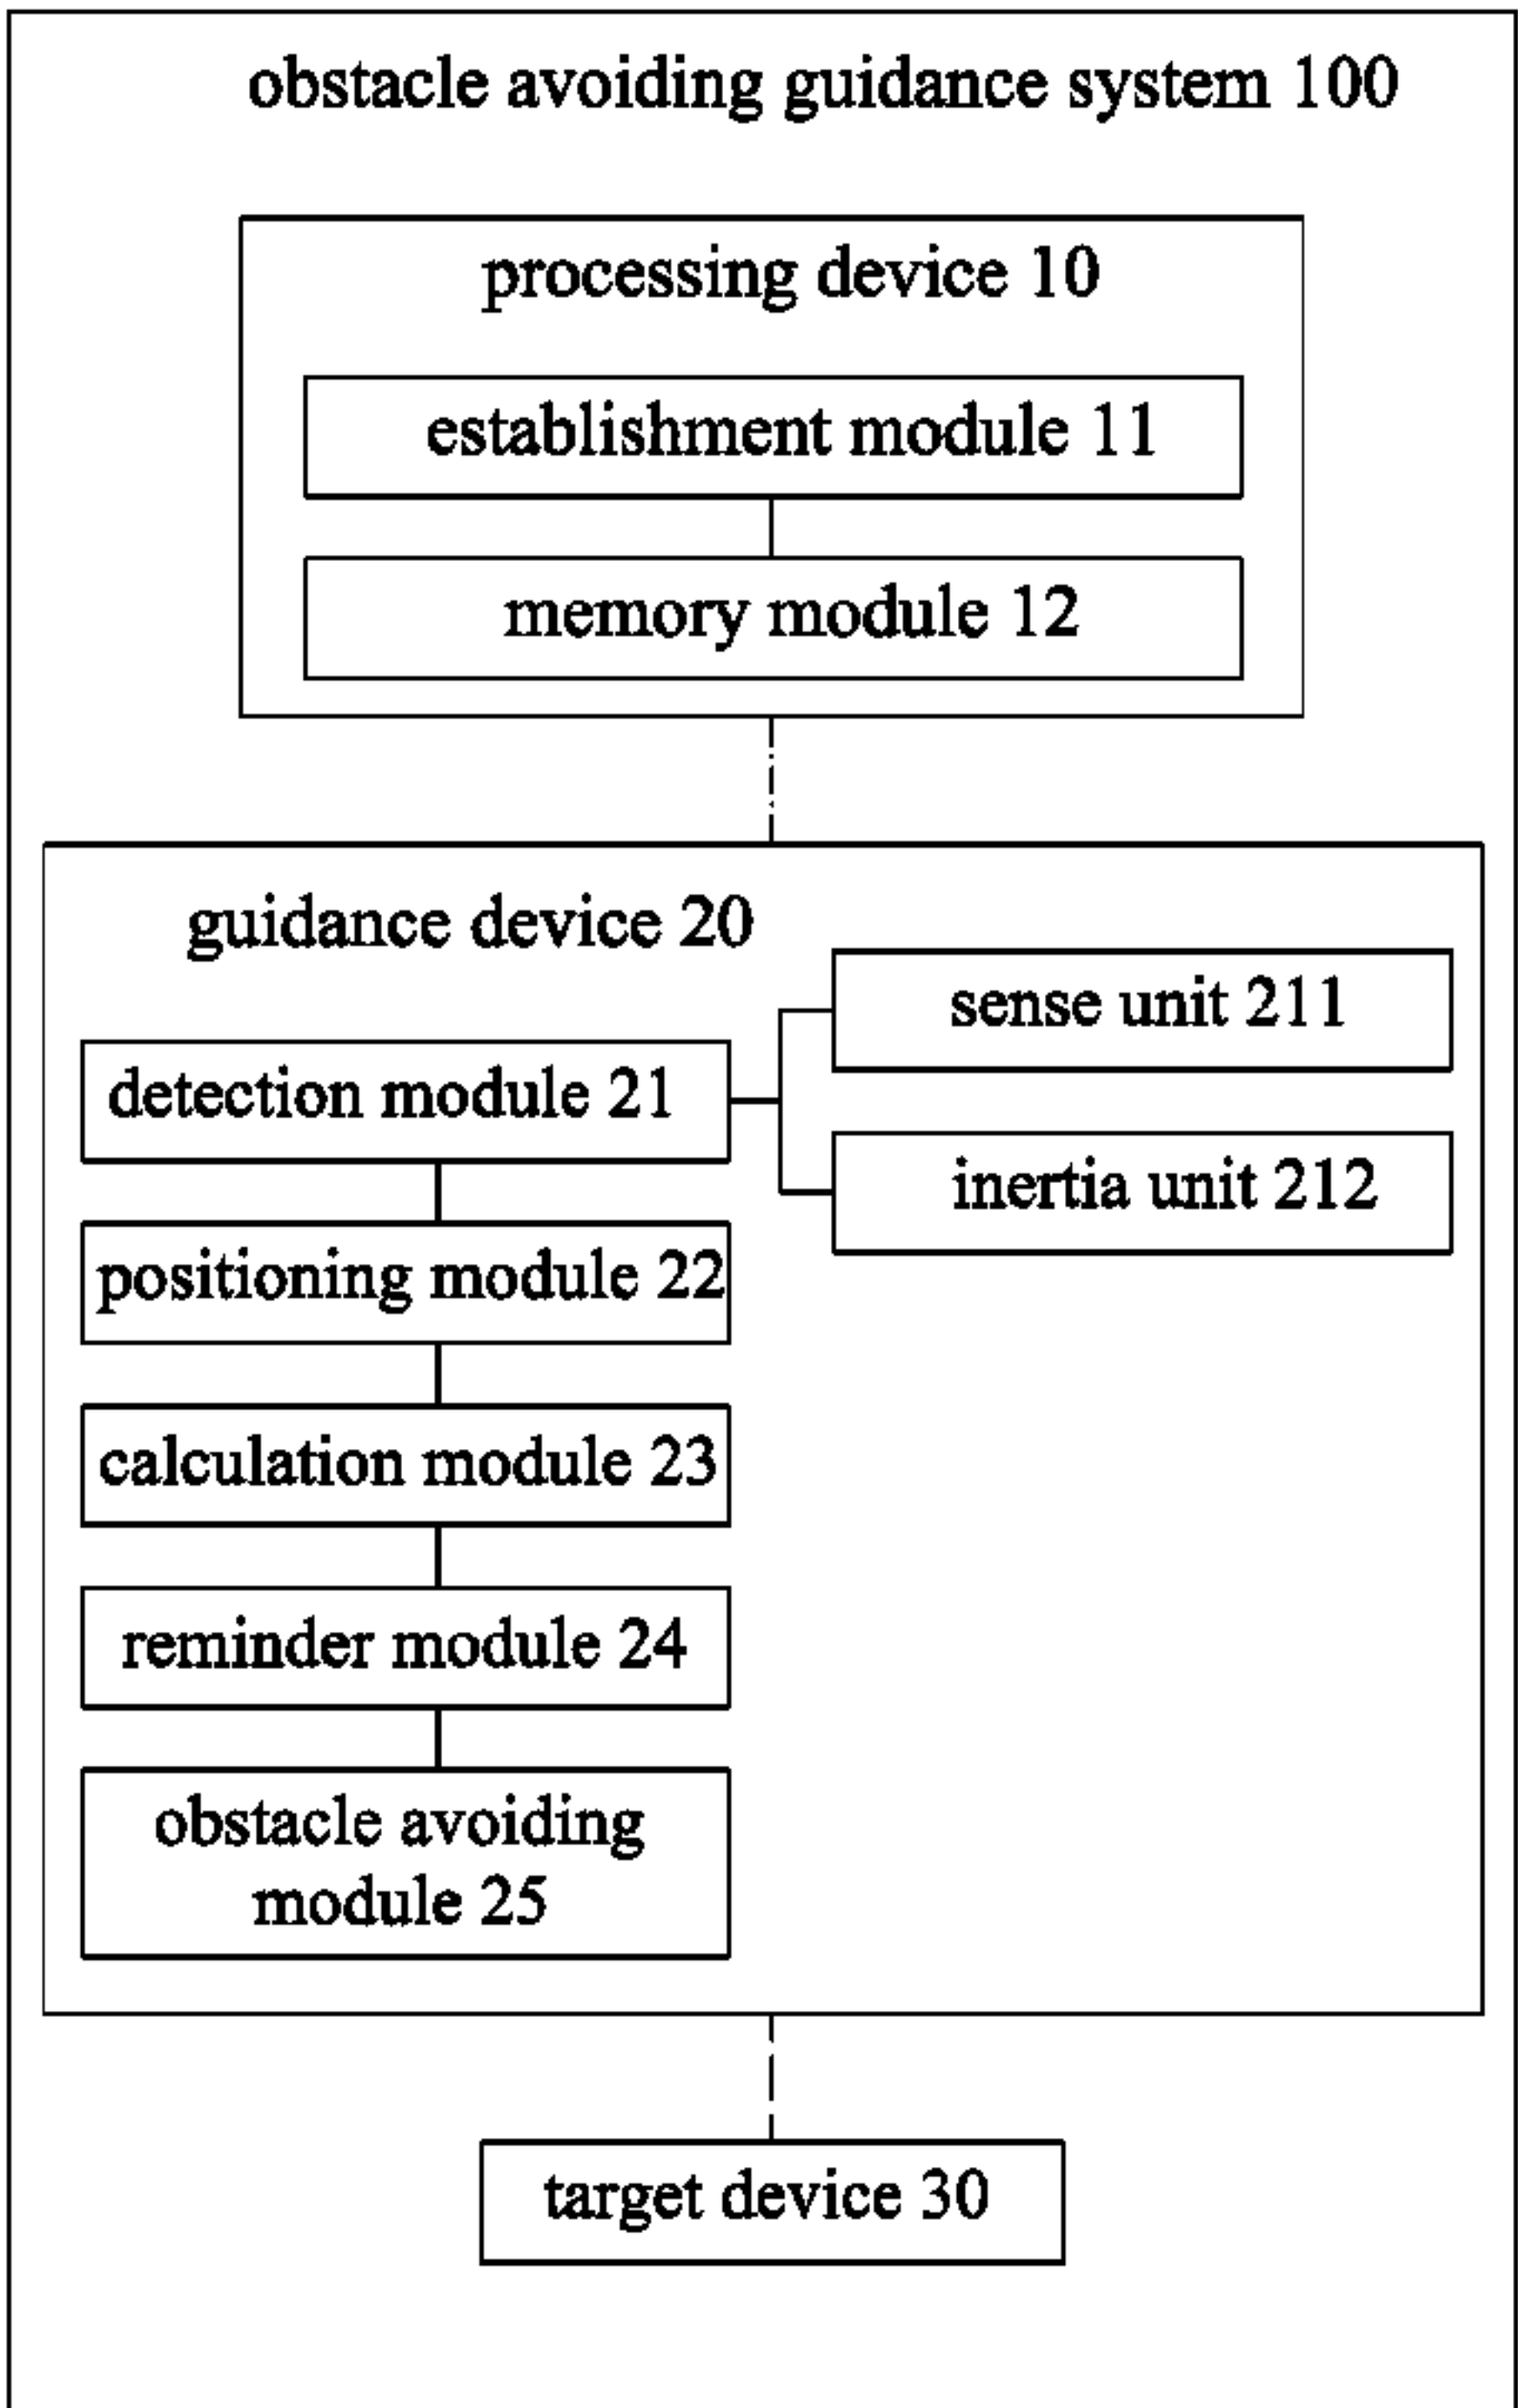 obstacle avoiding guidance system 100
processing device 10
establishment module 11
memory module 12
guidance device 20
sense unit 211
detection module 21
inertia unit 212
positioning module 22
calculation module 23
reminder module 24
obstacle avoiding
module 25
target device 30